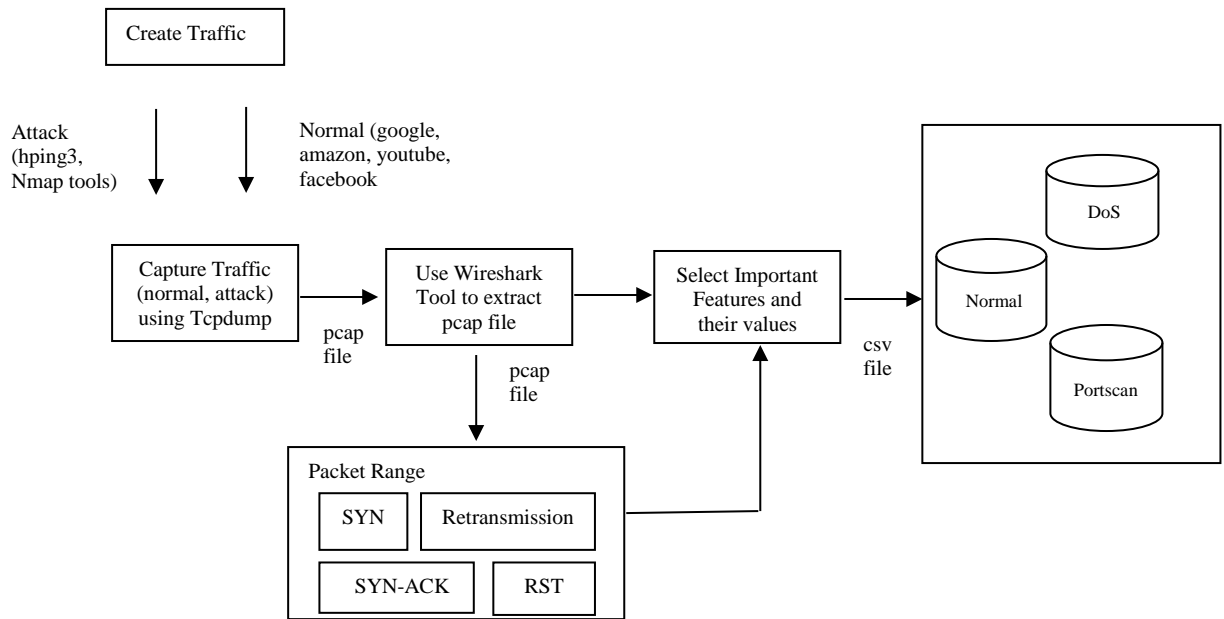 Create Traffic
Attack
(hping3,
Nmap tools)
Normal (google,
amazon, youtube,
facebook
Capture Traffic
(normal, attack)
using Tcpdump
pcap
file
Use Wireshark
Tool to extract
pcap file
pcap
file
Select Important
Features and
their values
csv
file
DoS
Normal
Portscan
Packet Range
SYN
Retransmission
SYN-ACK
RST